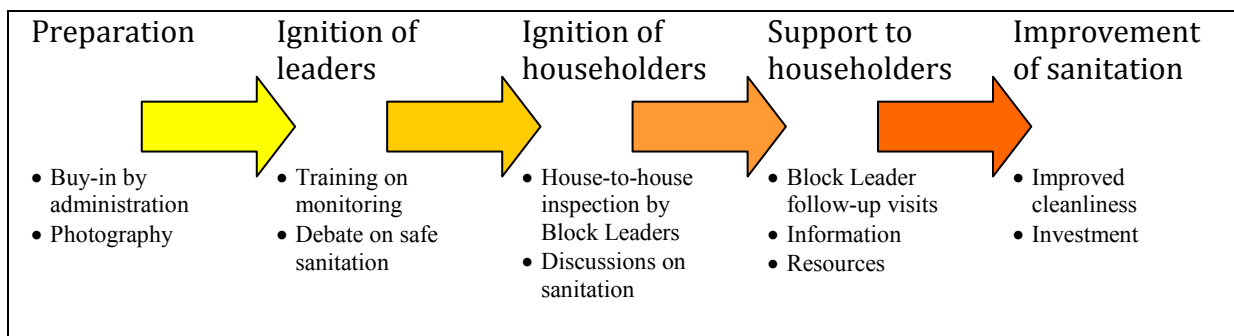 Preparation
Ignition of
leaders
Ignition of
householders
Support to
householders
Improvement
of sanitation
• Buy-in by
administration
• Photography
• Training on
monitoring
• Debate on safe
sanitation
• House-to-house
inspection by
Block Leaders
• Discussions on
sanitation
• Block Leader
follow-up visits
• Information
• Resources
• Improved
cleanliness
• Investment